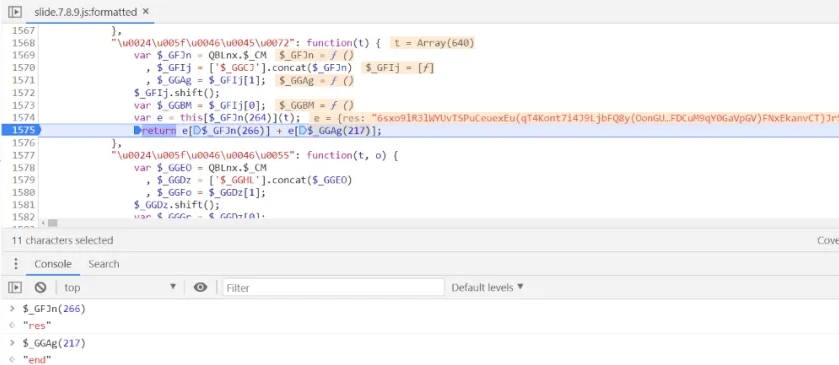 slide.7.8.9.js:formatted ×
1567 },
1568 "\u0024\u005f\u0046\u0045\u0072": function(t) { t = Array(640)
1569 var $_GFJn = QBLnx.$_CM $_GFJn = ƒ ()
1570 , $_GFIj = ['$_GGCJ'].concat($_GFJn) $_GFIj = [ƒ]
1571 , $_GGAg = $_GFIj[1]; $_GGAg = ƒ ()
1572 $_GFIj.shift();
1573 var $_GGBM = $_GFIj[0]; $_GGBM = ƒ ()
1574 var e = this[$_GFJn(264)](t); e = {res: "6sxo9lR3lWYUvTSPuCeuexEu(qT4Kont7i4J9LjbFQ8y(OonGU…FDCuM9qY0GaVpGV)FNxEkanvCT)Jr
1575 return e[$_GFJn(266)] + e[$_GGAg(217)];
1576 },
1577 "\u0024\u005f\u0046\u0046\u0055": function(t, o) {
1578 var $_GGEO = QBLnx.$_CM
1579 , $_GGDz = ['$_GGHL'].concat($_GGEO)
1580 , $_GGFo = $_GGDz[1];
1581 $_GGDz.shift();
1582 var $_GGGr = $_GGDz[0];
11 characters selected
Cove
Console Search
top Filter Default levels ▼
> $_GFJn(266)
"res"
> $_GGAg(217)
"end"